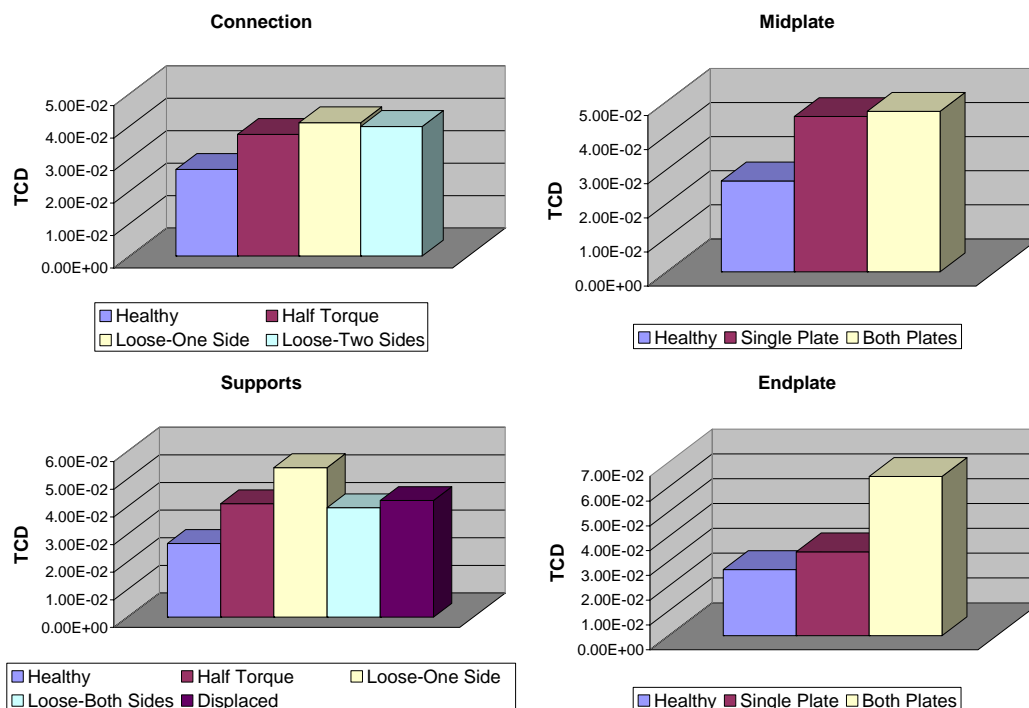 Connection
TCD
5.00E-02
4.00E-02
3.00E-02
2.00E-02
1.00E-02
0.00E+00
Healthy Half Torque
Loose-One Side Loose-Two Sides
Midplate
TCD
5.00E-02
4.00E-02
3.00E-02
2.00E-02
1.00E-02
0.00E+00
Healthy Single Plate Both Plates
Supports
TCD
6.00E-02
5.00E-02
4.00E-02
3.00E-02
2.00E-02
1.00E-02
0.00E+00
Healthy Half Torque Loose-One Side
Loose-Both Sides Displaced
Endplate
TCD
7.00E-02
6.00E-02
5.00E-02
4.00E-02
3.00E-02
2.00E-02
1.00E-02
0.00E+00
Healthy Single Plate Both Plates